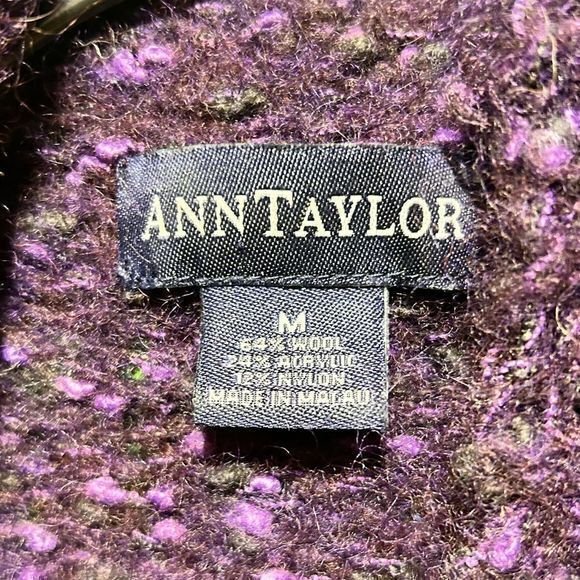 ANNTAYLOR
M
64% WOOL
24% ACRYLIC
12% NYLON
MADE IN MACAU